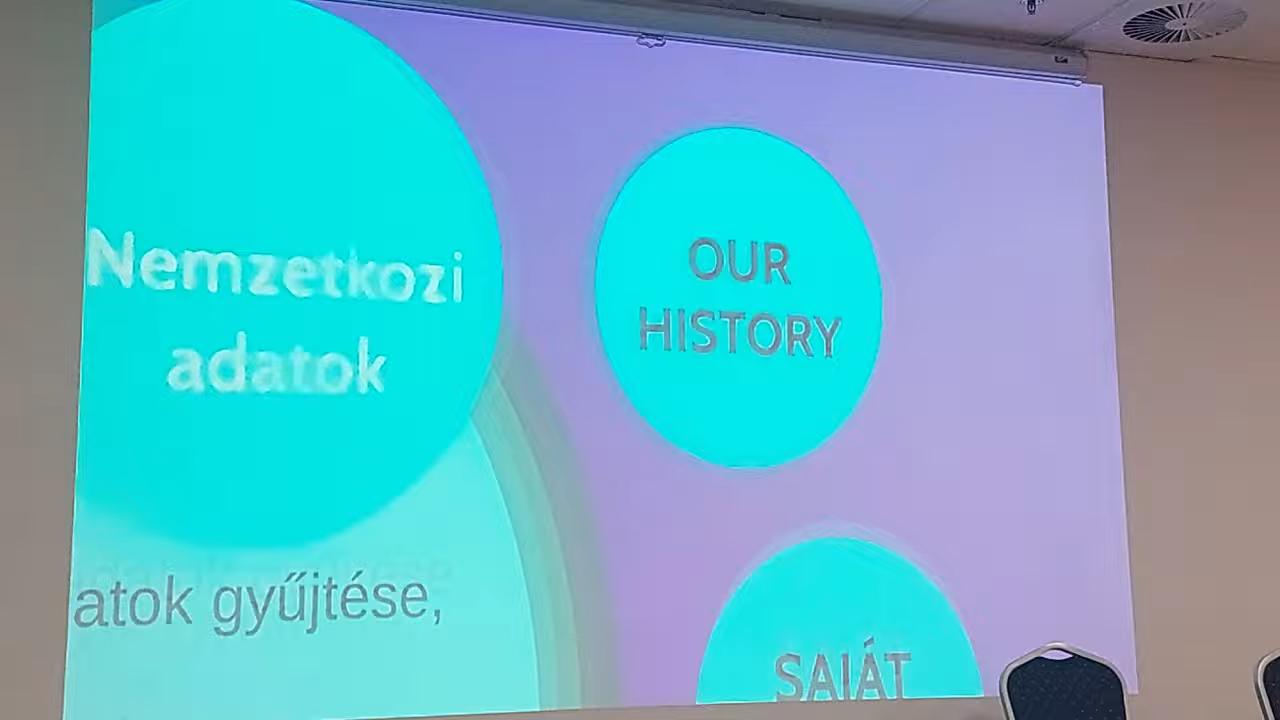 Nemzetkozi
adatok
atok gyűjtése,
OUR
HISTORY
SAJÁT